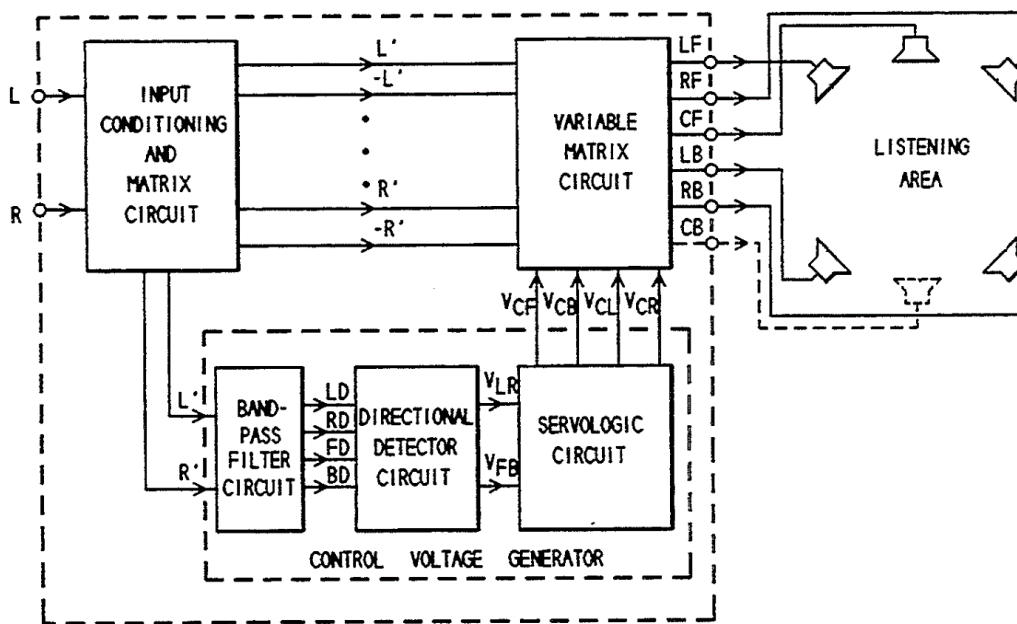 L
R
INPUT
CONDITIONING
AND
MATRIX
CIRCUIT
L'
-L'
R'
-R'
VARIABLE
MATRIX
CIRCUIT
LF
RF
CF
LB
RB
CB
LISTENING
AREA
VCF
VCB
VCL
VCR
L'
R'
BAND-
PASS
FILTER
CIRCUIT
LD
RD
FD
BD
DIRECTIONAL
DETECTOR
CIRCUIT
VLR
VFB
SERVOLOGIC
CIRCUIT
CONTROL VOLTAGE GENERATOR